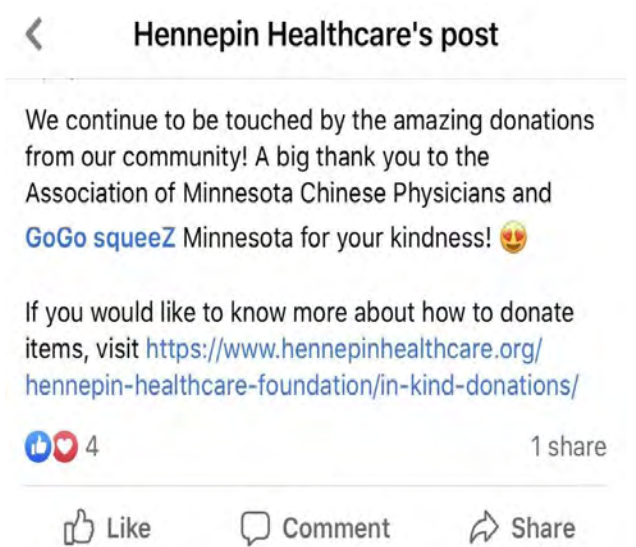 Hennepin Healthcare's post
We continue to be touched by the amazing donations
from our community! A big thank you to the
Association of Minnesota Chinese Physicians and
GoGo squeeZ Minnesota for your kindness! 😍
If you would like to know more about how to donate
items, visit https://www.hennepinhealthcare.org/
hennepin-healthcare-foundation/in-kind-donations/
4
1 share
Like
Comment
Share